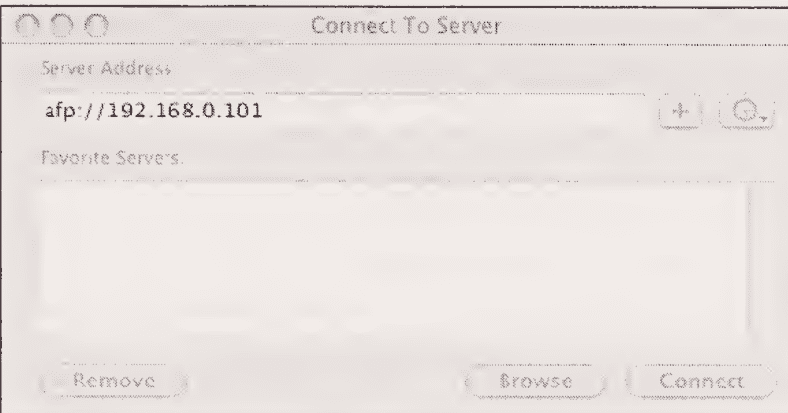 Connect To Server
Server Address
afp://192.168.0.101
Favorite Servers:
Remove Browse Connect